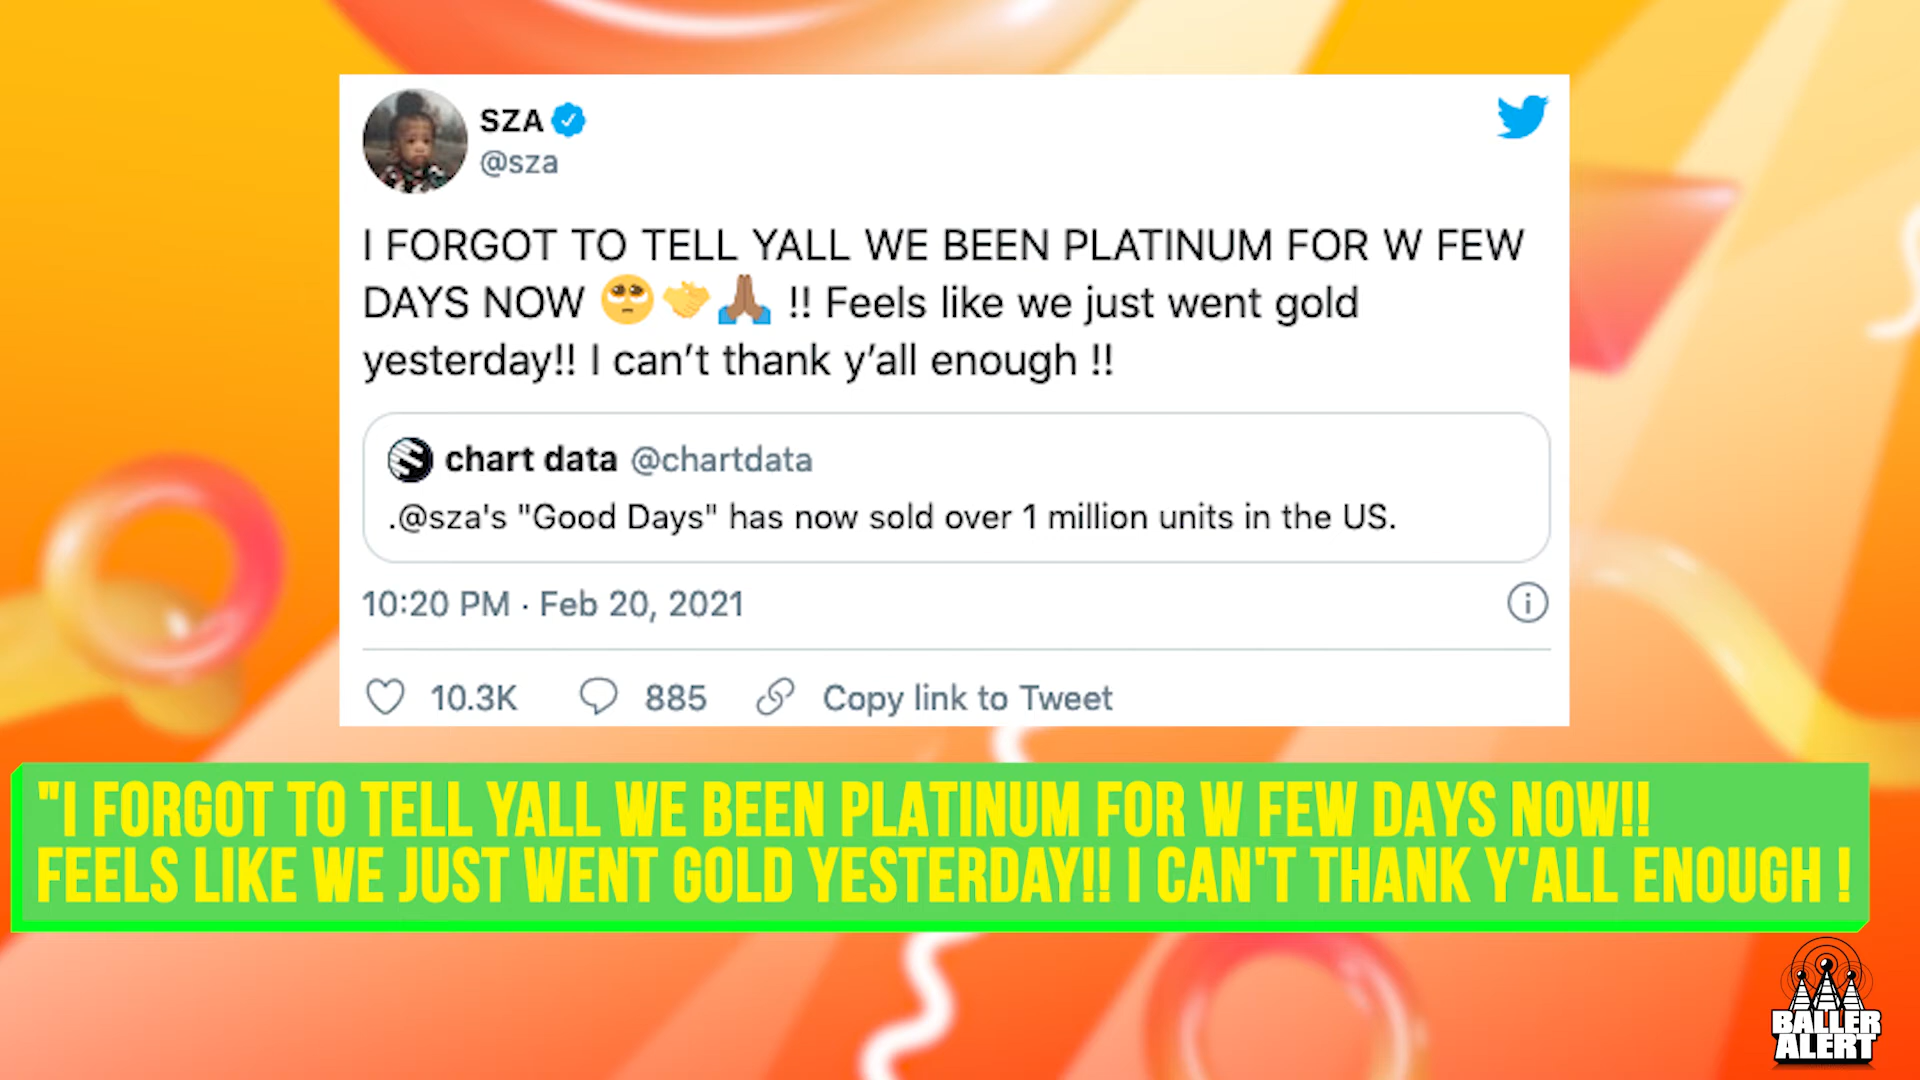 SZA
@sza
I FORGOT TO TELL YALL WE BEEN PLATINUM FOR W FEW
DAYS NOW 🥺🤝🙏🏽 !! Feels like we just went gold
yesterday!! I can’t thank y’all enough !!
chart data @chartdata
.@sza's "Good Days" has now sold over 1 million units in the US.
10:20 PM · Feb 20, 2021
10.3K 885 Copy link to Tweet
"I FORGOT TO TELL YALL WE BEEN PLATINUM FOR W FEW DAYS NOW!!
FEELS LIKE WE JUST WENT GOLD YESTERDAY!! I CAN'T THANK Y'ALL ENOUGH !
BALLER
ALERT